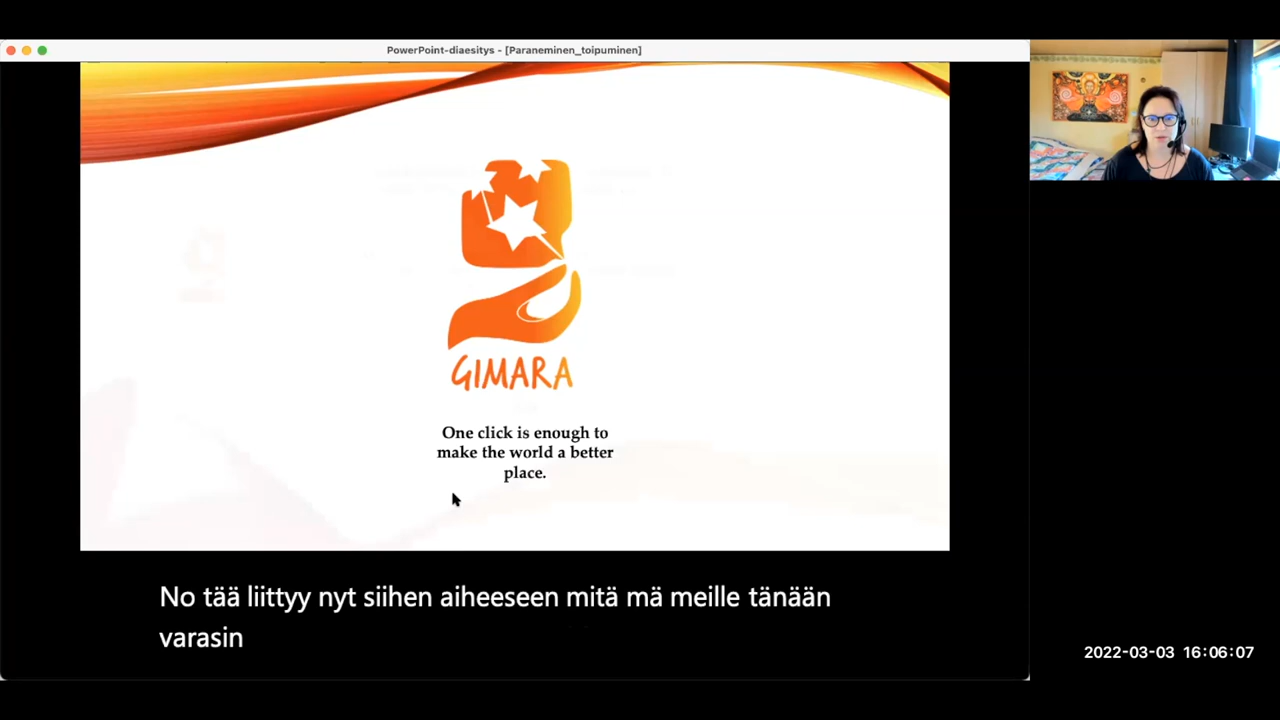 PowerPoint-diaesitys - [Paraneminen_toipuminen]
GIMARA
One click is enough to
make the world a better
place.
No tää liittyy nyt siihen aiheeseen mitä mä meille tänään
varasin
2022-03-03 16:06:07